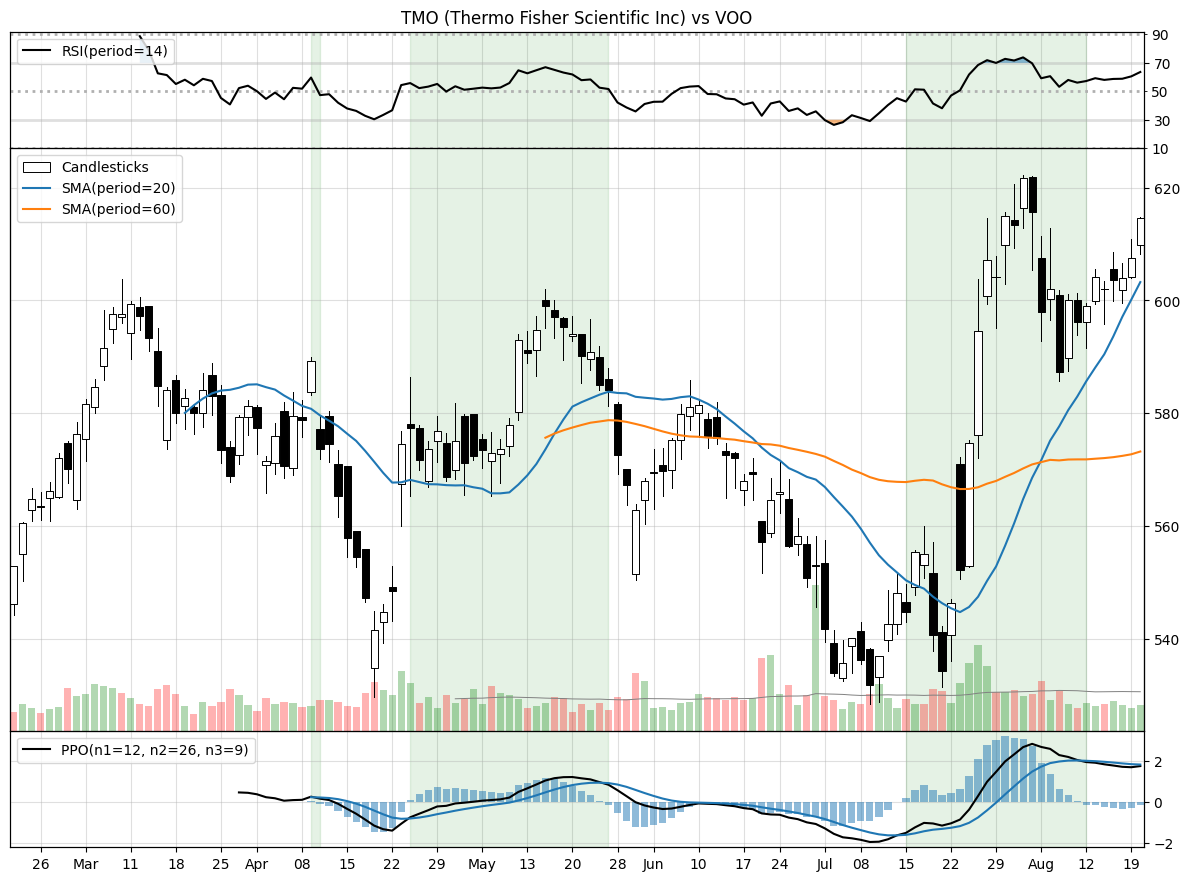 TMO (Thermo Fisher Scientific Inc) vs VOO
RSI(period=14)
90
70
50
30
10
Candlesticks
SMA(period=20)
SMA(period=60)
620
600
580
560
540
PPO(n1=12, n2=26, n3=9)
2
0
−2
26 Mar 11 18 25 Apr 08 15 22 29 May 13 20 28 Jun 10 17 24 Jul 08 15 22 29 Aug 12 19